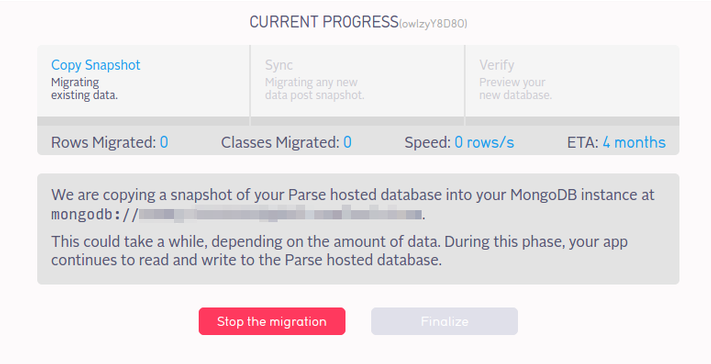 CURRENT PROGRESS(owIzyY8D80)
Copy Snapshot
Migrating
existing data.
Sync
Migrating any new
data post snapshot.
Verify
Preview your
new database.
Rows Migrated: 0 Classes Migrated: 0 Speed: 0 rows/s ETA: 4 months
We are copying a snapshot of your Parse hosted database into your MongoDB instance at
mongodb://.
This could take a while, depending on the amount of data. During this phase, your app
continues to read and write to the Parse hosted database.
Stop the migration
Finalize